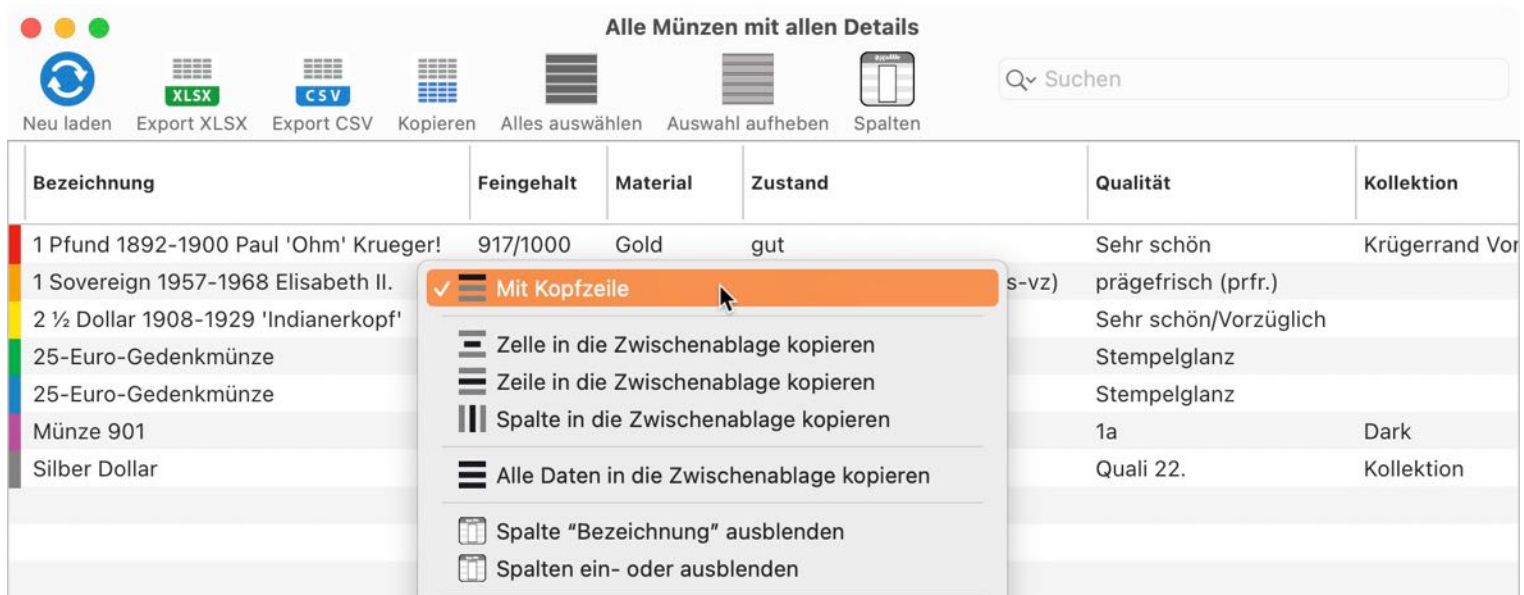 Alle Münzen mit allen Details
XLSX
CSV
Suchen
Neu laden Export XLSX Export CSV Kopieren Alles auswählen Auswahl aufheben Spalten
Bezeichnung Feingehalt Material Zustand Qualität Kollektion
1 Pfund 1892-1900 Paul 'Ohm' Krueger! 917/1000 Gold gut Sehr schön Krügerrand Vor
1 Sovereign 1957-1968 Elisabeth II. s-vz) prägefrisch (prfr.)
2 ½ Dollar 1908-1929 'Indianerkopf' Sehr schön/Vorzüglich
25-Euro-Gedenkmünze Stempelglanz
25-Euro-Gedenkmünze Stempelglanz
Münze 901 1a Dark
Silber Dollar Quali 22. Kollektion
✓ Mit Kopfzeile
Zelle in die Zwischenablage kopieren
Zeile in die Zwischenablage kopieren
Spalte in die Zwischenablage kopieren
Alle Daten in die Zwischenablage kopieren
Spalte “Bezeichnung” ausblenden
Spalten ein- oder ausblenden